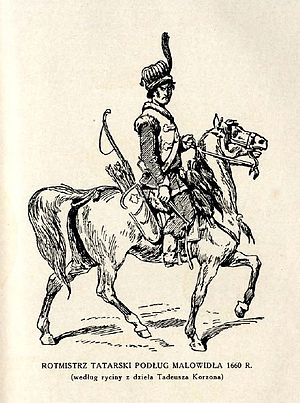 ROTMISTRZ TATARSKI PODŁUG MALOWIDŁA 1660 R.
(według ryciny z dzieła Tadeusza Korzona)